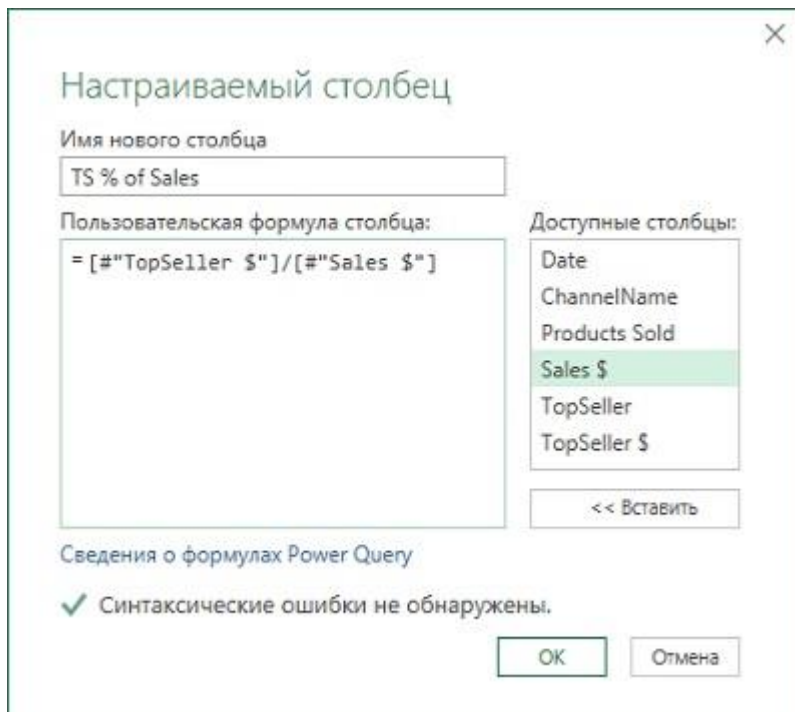 Настраиваемый столбец
Имя нового столбца
TS % of Sales
Пользовательская формула столбца:
=[#"TopSeller $"]/[#"Sales $"]
Доступные столбцы:
Date
ChannelName
Products Sold
Sales $
TopSeller
TopSeller $
<< Вставить
Сведения о формулах Power Query
Синтаксические ошибки не обнаружены.
ОК
Отмена